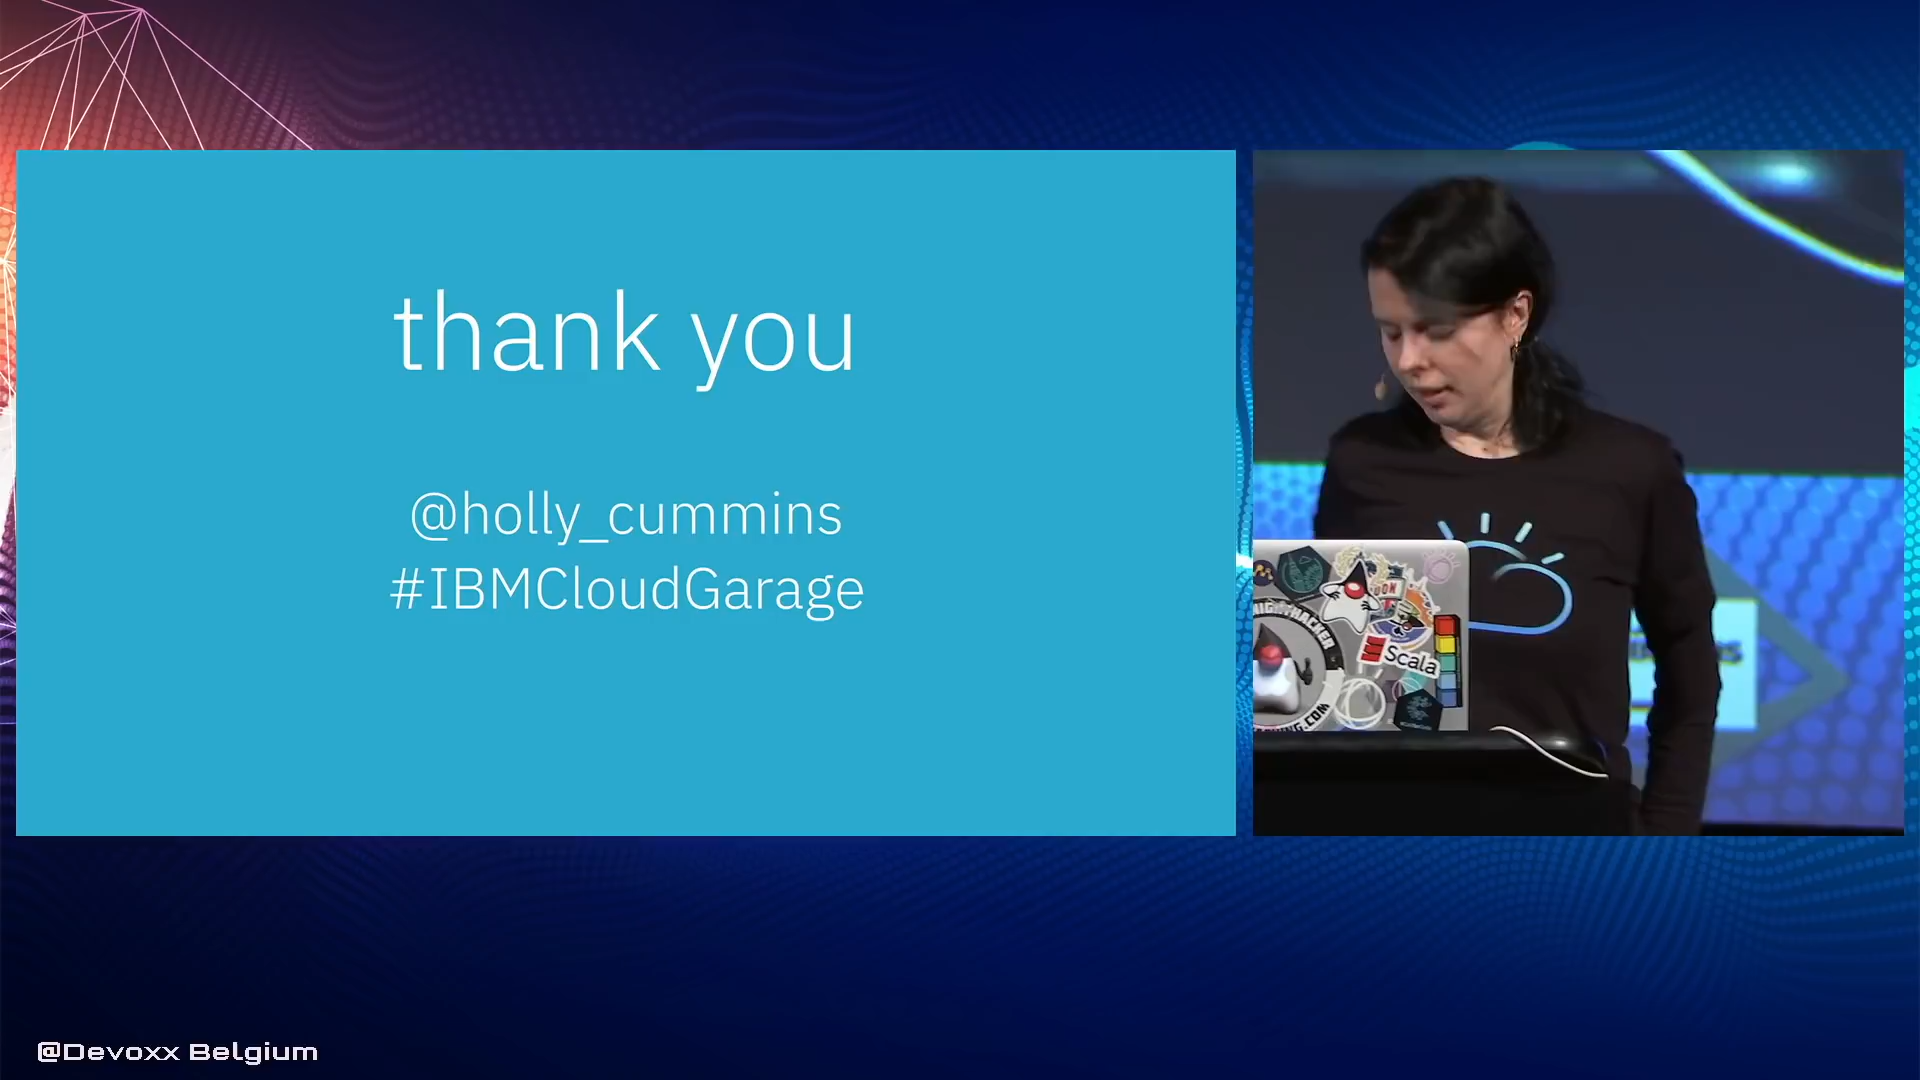 thank you
@holly_cummins
#IBMCloudGarage
Scala
@Devoxx Belgium